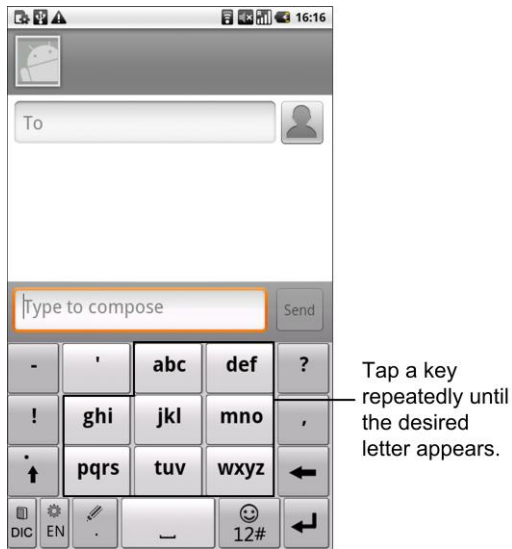 16:16
To
Type to compose
Send
- ' abc def ?
! ghi jkl mno ,
pqrs tuv wxyz
DIC EN . 12#
Tap a key
repeatedly until
the desired
letter appears.